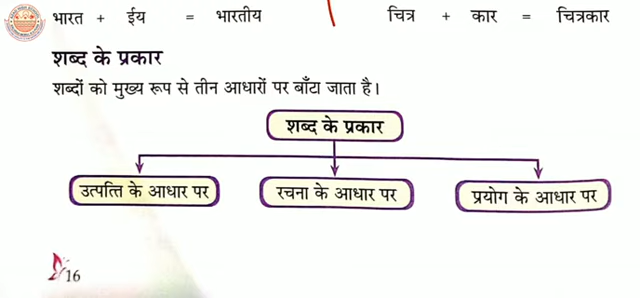 भारत + ईय = भारतीय चित्र + कार = चित्रकार
शब्द के प्रकार
शब्दों को मुख्य रूप से तीन आधारों पर बाँटा जाता है।
शब्द के प्रकार
उत्पत्ति के आधार पर रचना के आधार पर प्रयोग के आधार पर
16